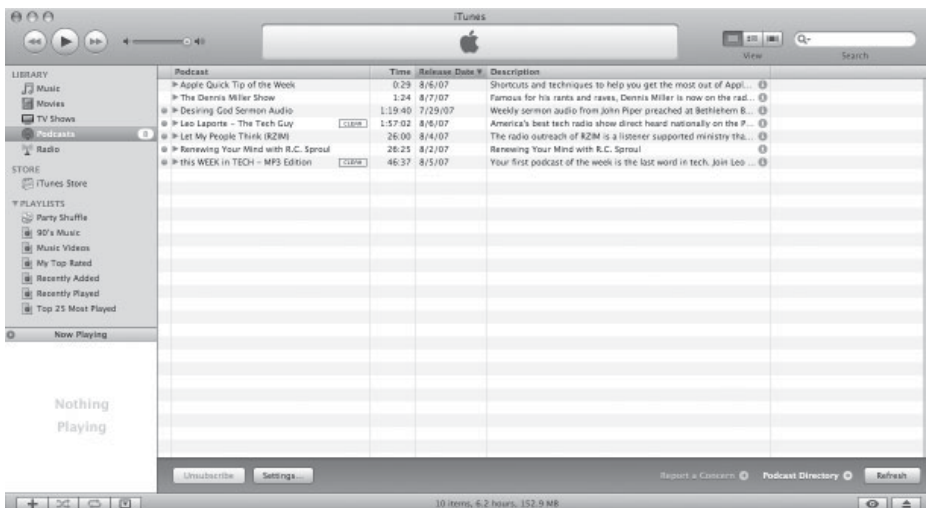 iTunes
View
Search
LIBRARY
Music
Movies
TV Shows
Podcasts 8
Radio
STORE
iTunes Store
PLAYLISTS
Party Shuffle
90's Music
Music Videos
My Top Rated
Recently Added
Recently Played
Top 25 Most Played
Now Playing
Nothing
Playing
Podcast Time Release Date Description
Apple Quick Tip of the Week 0:29 8/6/07 Shortcuts and techniques to help you get the most out of Appl...
The Dennis Miller Show 1:24 8/7/07 Famous for his rants and raves, Dennis Miller is now on the rad...
Desiring God Sermon Audio 1:19:40 7/29/07 Weekly sermon audio from John Piper preached at Bethlehem B...
Leo Laporte - The Tech Guy CLEAN 1:57:02 8/6/07 America's best tech radio show direct heard nationally on the P...
Let My People Think (RZIM) 26:00 8/4/07 The radio outreach of RZIM is a listener supported ministry tha...
Renewing Your Mind with R.C. Sproul 26:25 8/2/07 Renewing Your Mind with R.C. Sproul
this WEEK in TECH - MP3 Edition CLEAN 46:37 8/5/07 Your first podcast of the week is the last word in tech. Join Leo ...
Unsubscribe Settings... Report a Concern Podcast Directory Refresh
10 items, 6.2 hours, 152.9 MB